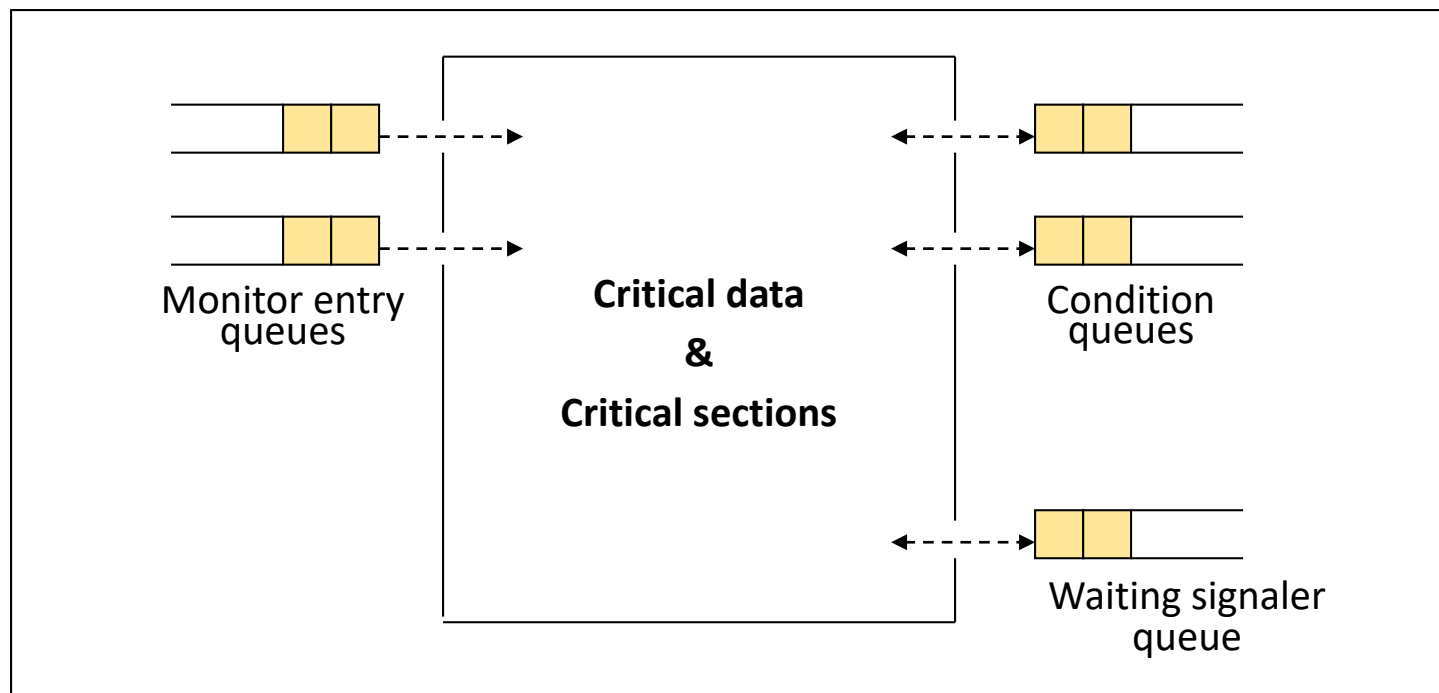 Monitor entry
queues
Critical data
&
Critical sections
Condition
queues
Waiting signaler
queue